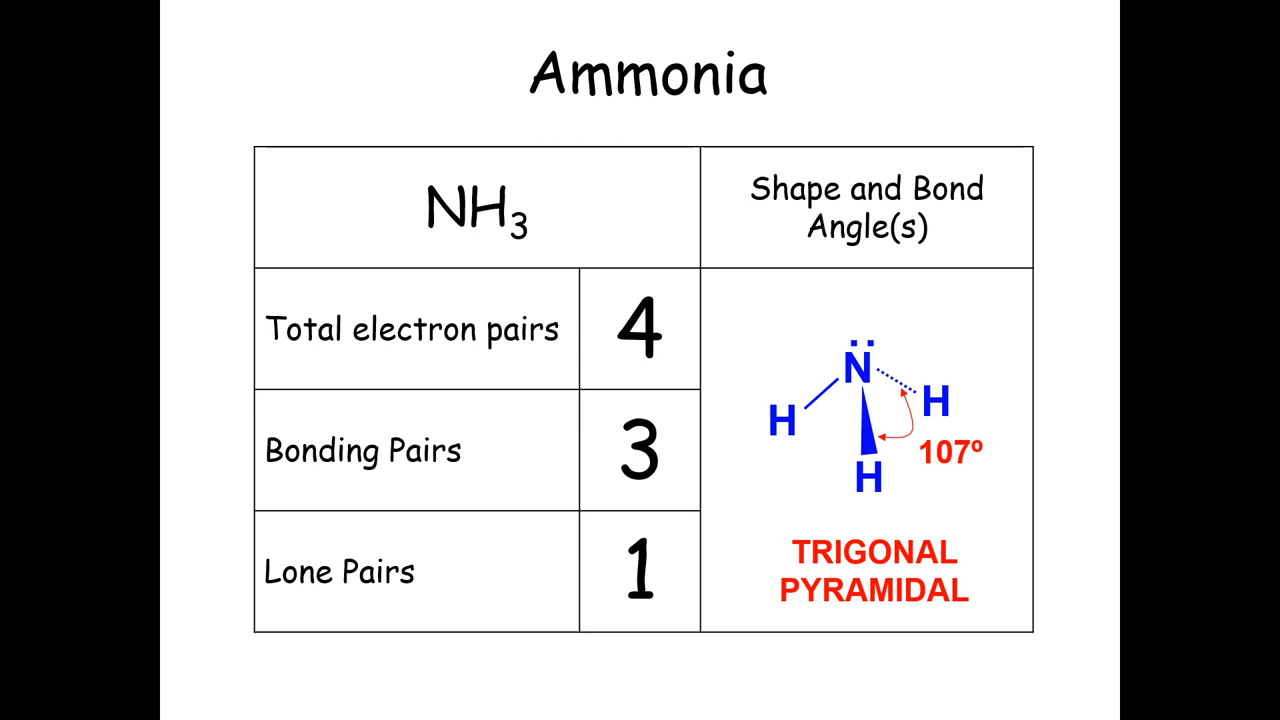 Ammonia
NH₃
Shape and Bond
Angle(s)
Total electron pairs
4
Bonding Pairs
3
Lone Pairs
1
N
H
H
H
107º
TRIGONAL
PYRAMIDAL